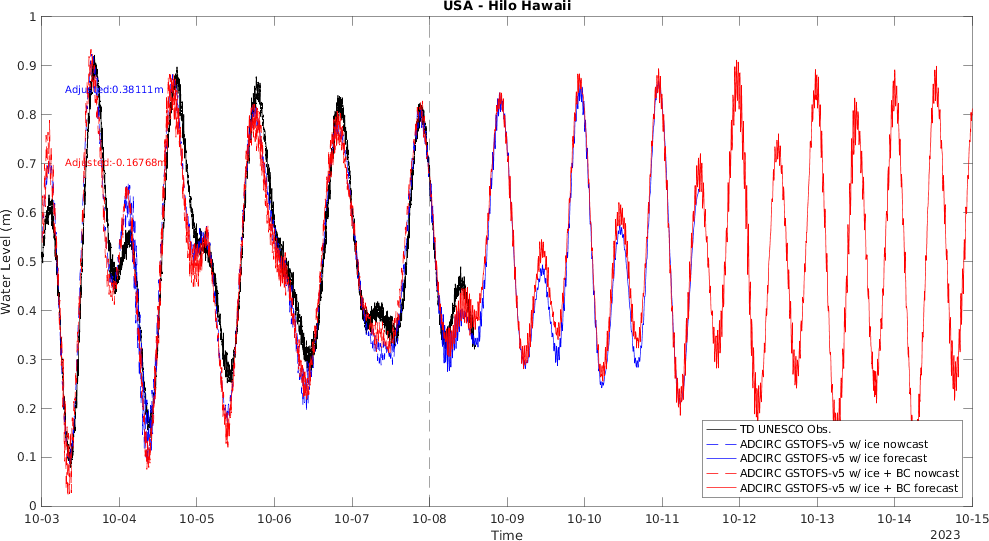 USA - Hilo Hawaii
1
0.9
0.8
0.7
0.6
0.5
0.4
0.3
0.2
0.1
0
Water Level (m)
Adjusted:0.38111m
Adjusted:-0.16768m
TD UNESCO Obs.
ADCIRC GSTOFS-v5 w/ ice nowcast
ADCIRC GSTOFS-v5 w/ ice forecast
ADCIRC GSTOFS-v5 w/ ice + BC nowcast
ADCIRC GSTOFS-v5 w/ ice + BC forecast
10-03 10-04 10-05 10-06 10-07 10-08 10-09 10-10 10-11 10-12 10-13 10-14 10-15
Time
2023